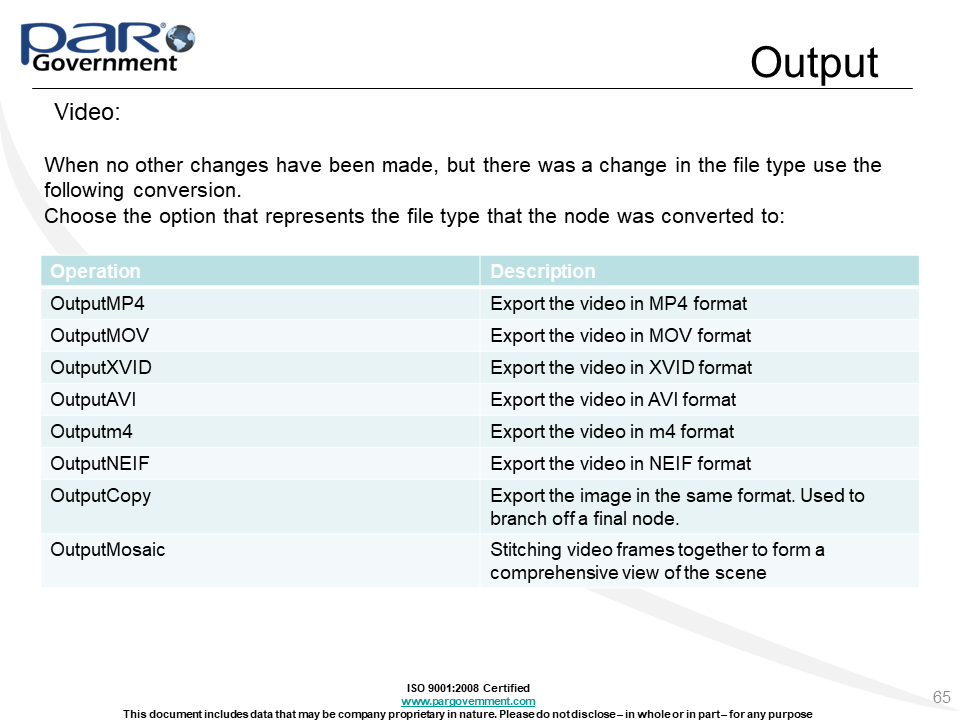 PAR Government
Output
Video:
When no other changes have been made, but there was a change in the file type use the
following conversion.
Choose the option that represents the file type that the node was converted to:
Operation Description
OutputMP4 Export the video in MP4 format
OutputMOV Export the video in MOV format
OutputXVID Export the video in XVID format
OutputAVI Export the video in AVI format
Outputm4 Export the video in m4 format
OutputNEIF Export the video in NEIF format
OutputCopy Export the image in the same format. Used to
branch off a final node.
OutputMosaic Stitching video frames together to form a
comprehensive view of the scene
ISO 9001:2008 Certified
www.pargovernment.com
This document includes data that may be company proprietary in nature. Please do not disclose – in whole or in part – for any purpose
65